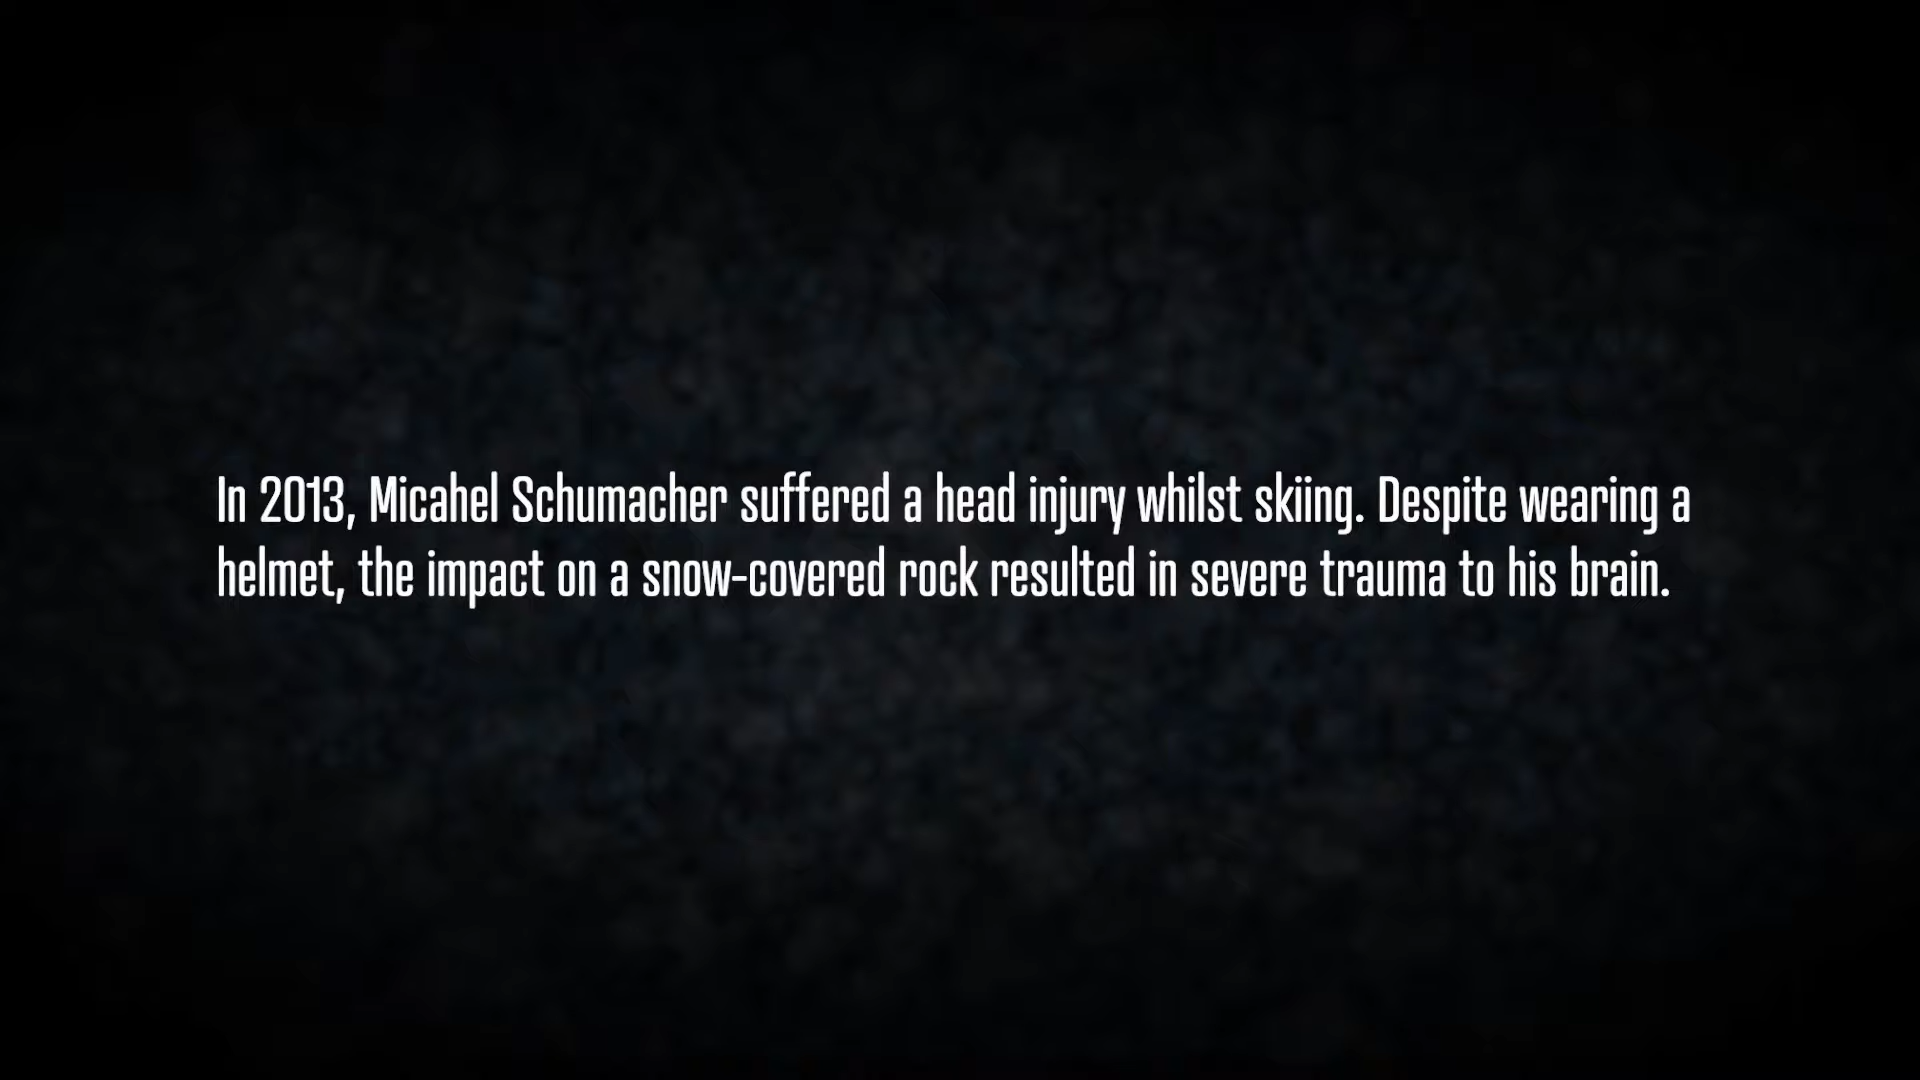 In 2013, Micahel Schumacher suffered a head injury whilst skiing. Despite wearing a
helmet, the impact on a snow-covered rock resulted in severe trauma to his brain.